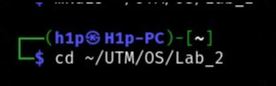 ┌──(h1p㉿H1p-PC)-[~]
└─$ cd ~/UTM/OS/Lab_2